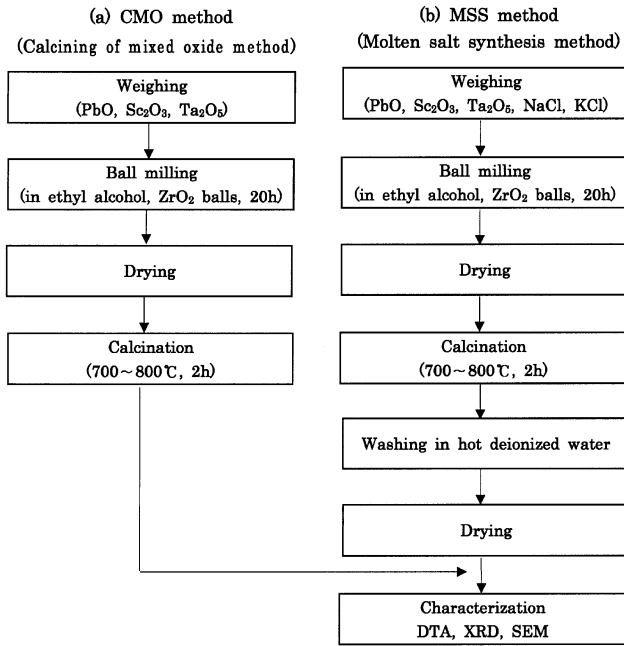 (a) CMO method
(Calcining of mixed oxide method)
Weighing
(PbO, Sc₂O₃, Ta₂O₅)
Ball milling
(in ethyl alcohol, ZrO₂ balls, 20h)
Drying
Calcination
(700~800℃, 2h)
(b) MSS method
(Molten salt synthesis method)
Weighing
(PbO, Sc₂O₃, Ta₂O₅, NaCl, KCl)
Ball milling
(in ethyl alcohol, ZrO₂ balls, 20h)
Drying
Calcination
(700~800℃, 2h)
Washing in hot deionized water
Drying
Characterization
DTA, XRD, SEM